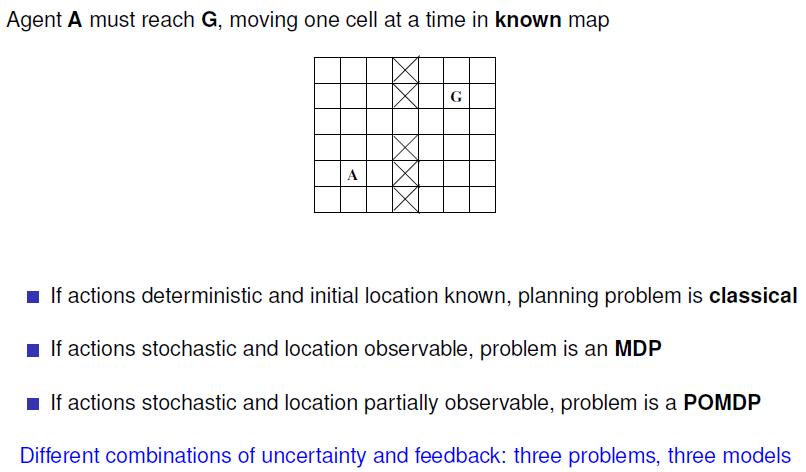 Agent A must reach G, moving one cell at a time in known map
G
A
If actions deterministic and initial location known, planning problem is classical
If actions stochastic and location observable, problem is an MDP
If actions stochastic and location partially observable, problem is a POMDP
Different combinations of uncertainty and feedback: three problems, three models